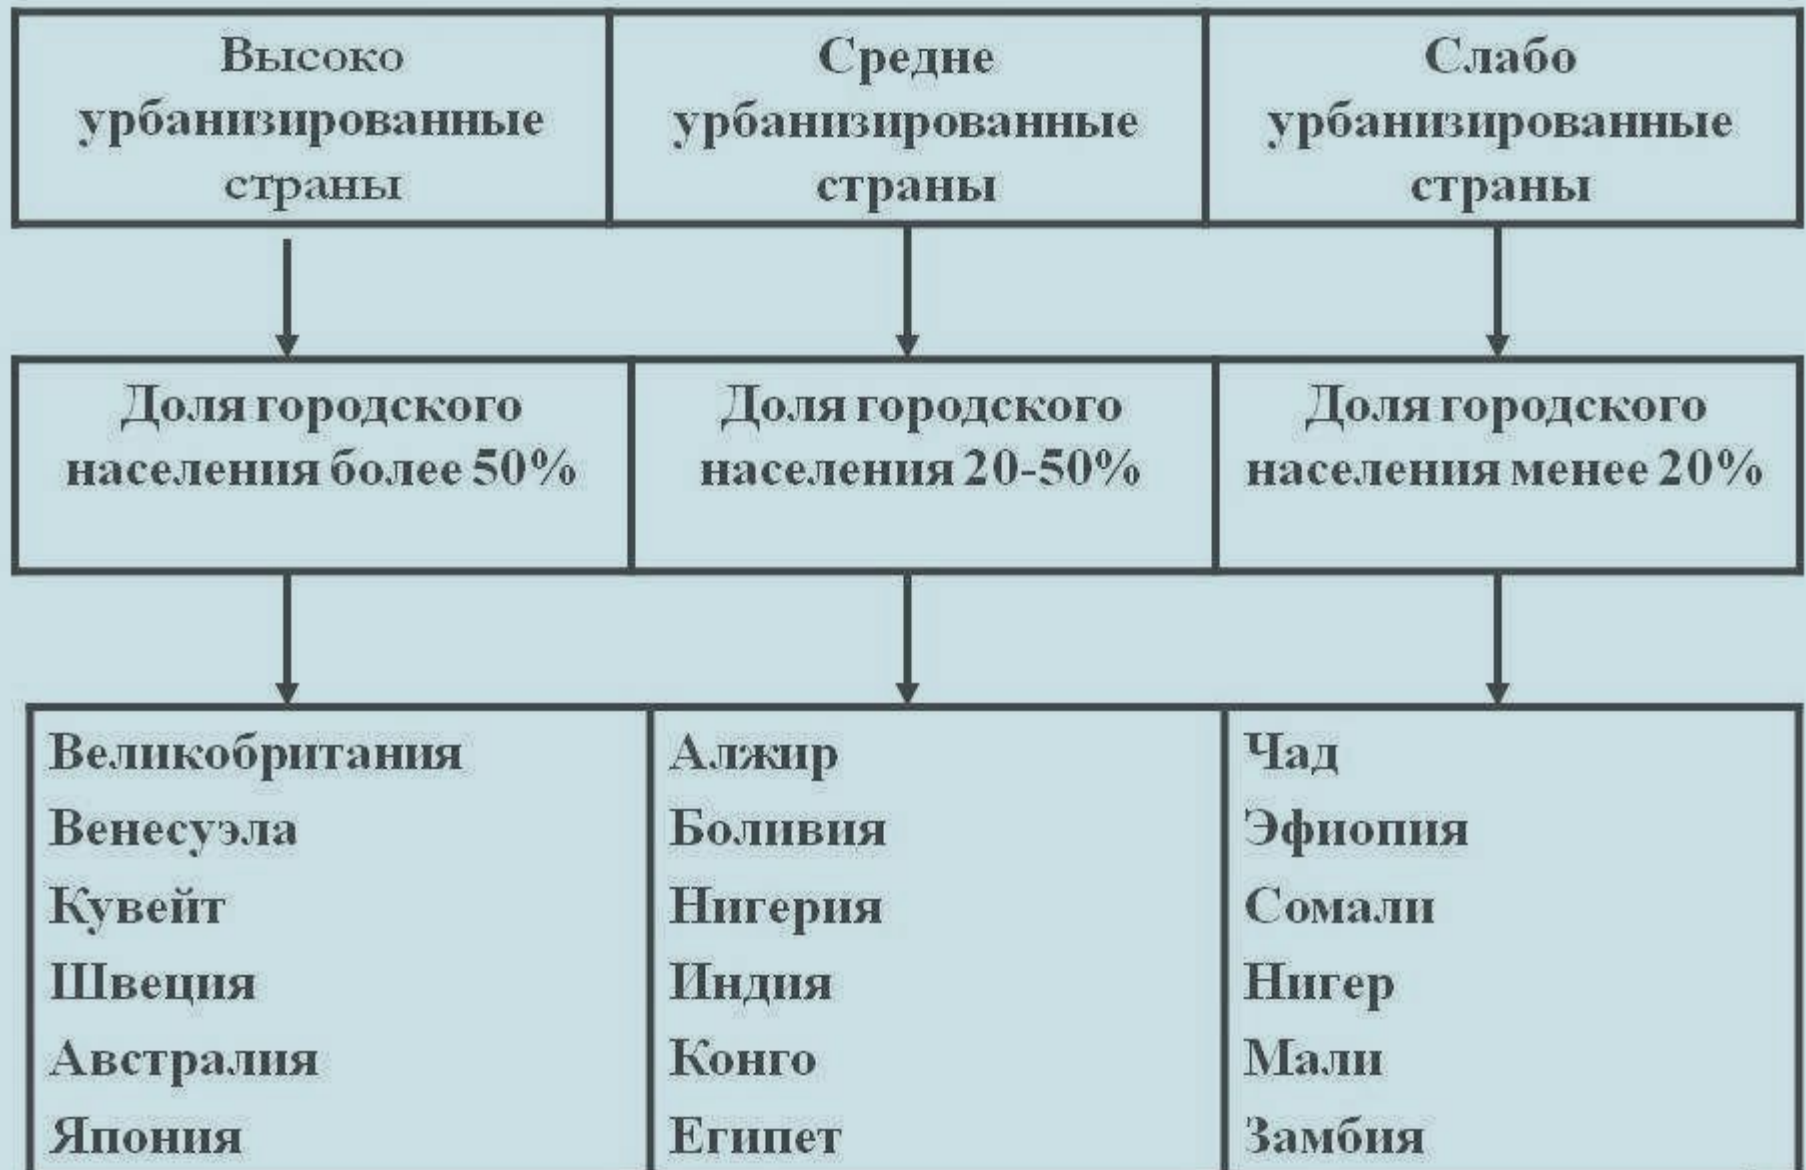 Высоко
урбанизированные
страны
Средне
урбанизированные
страны
Слабо
урбанизированные
страны
Доля городского
населения более 50%
Доля городского
населения 20-50%
Доля городского
населения менее 20%
Великобритания
Венесуэла
Кувейт
Швеция
Австралия
Япония
Алжир
Боливия
Нигерия
Индия
Конго
Египет
Чад
Эфиопия
Сомали
Нигер
Мали
Замбия